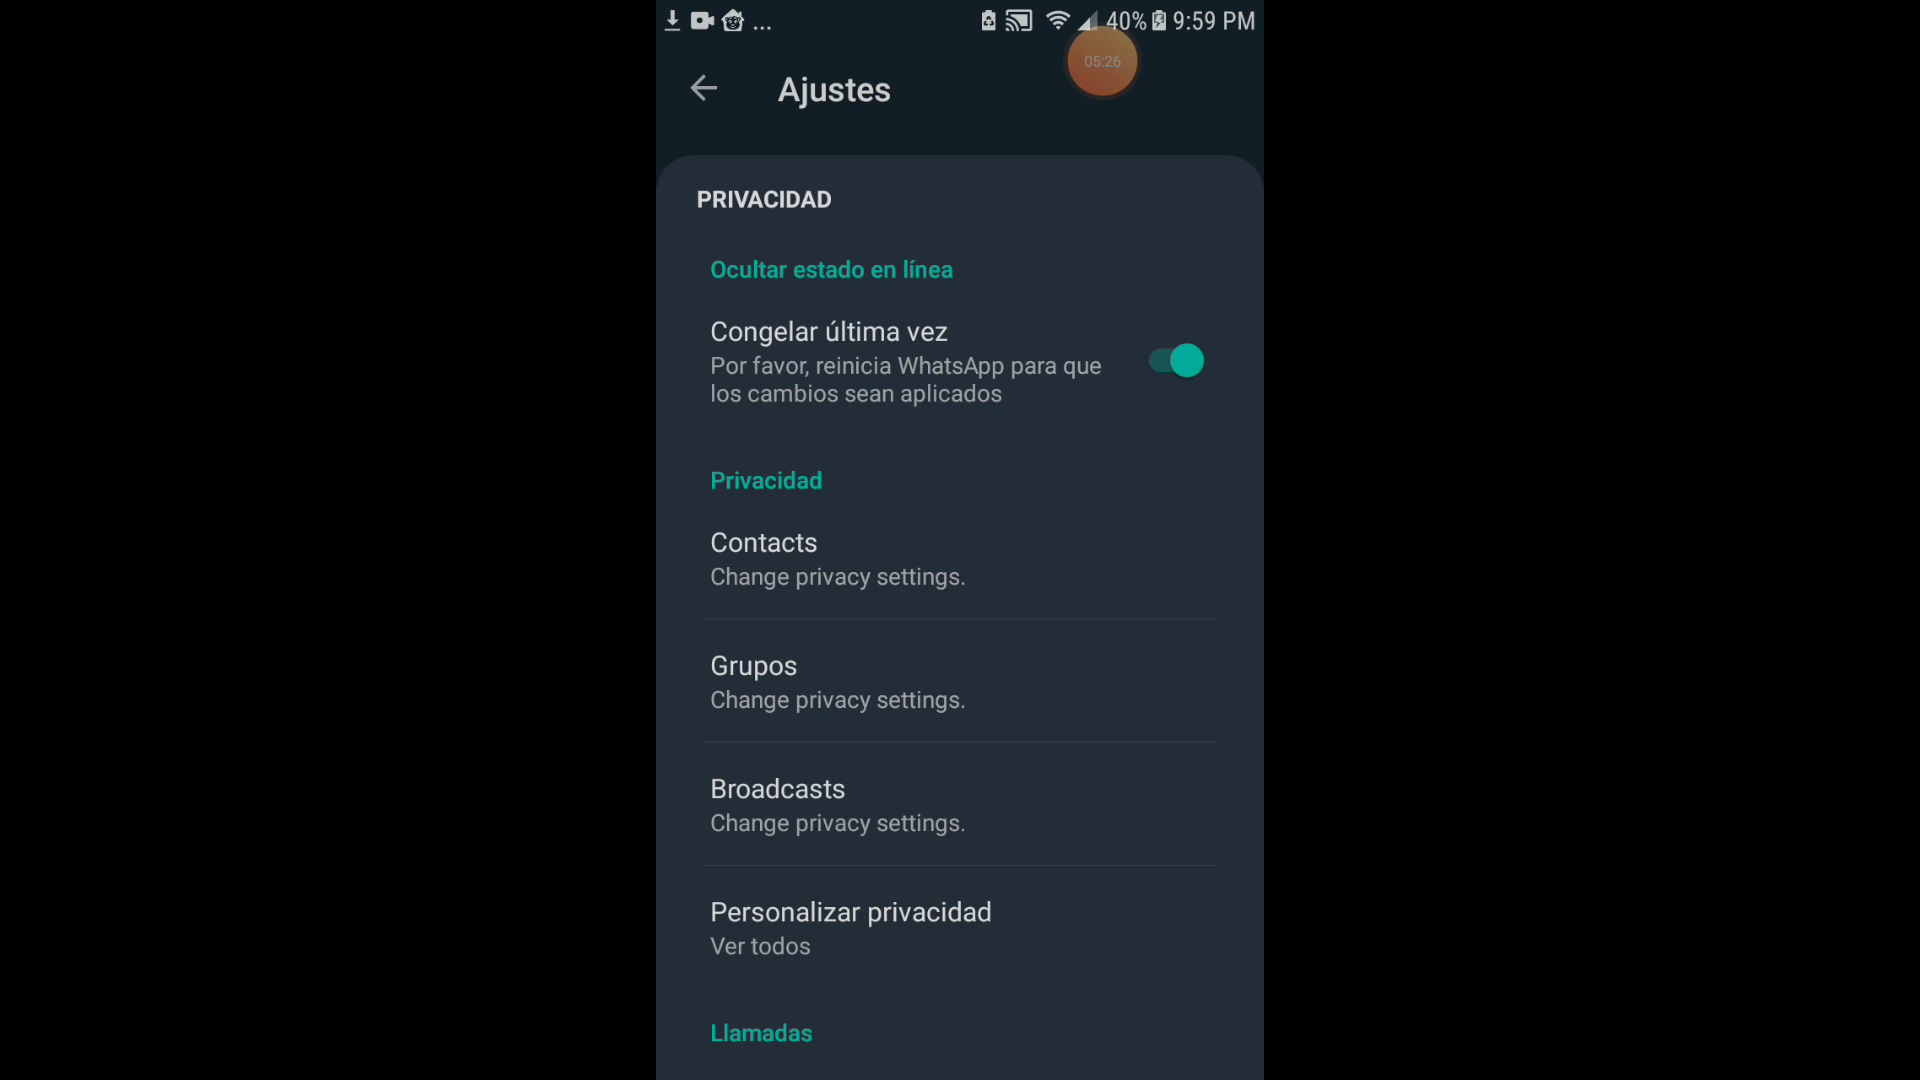 ... 40% 9:59 PM
05:26
Ajustes
PRIVACIDAD
Ocultar estado en línea
Congelar última vez
Por favor, reinicia WhatsApp para que
los cambios sean aplicados
Privacidad
Contacts
Change privacy settings.
Grupos
Change privacy settings.
Broadcasts
Change privacy settings.
Personalizar privacidad
Ver todos
Llamadas